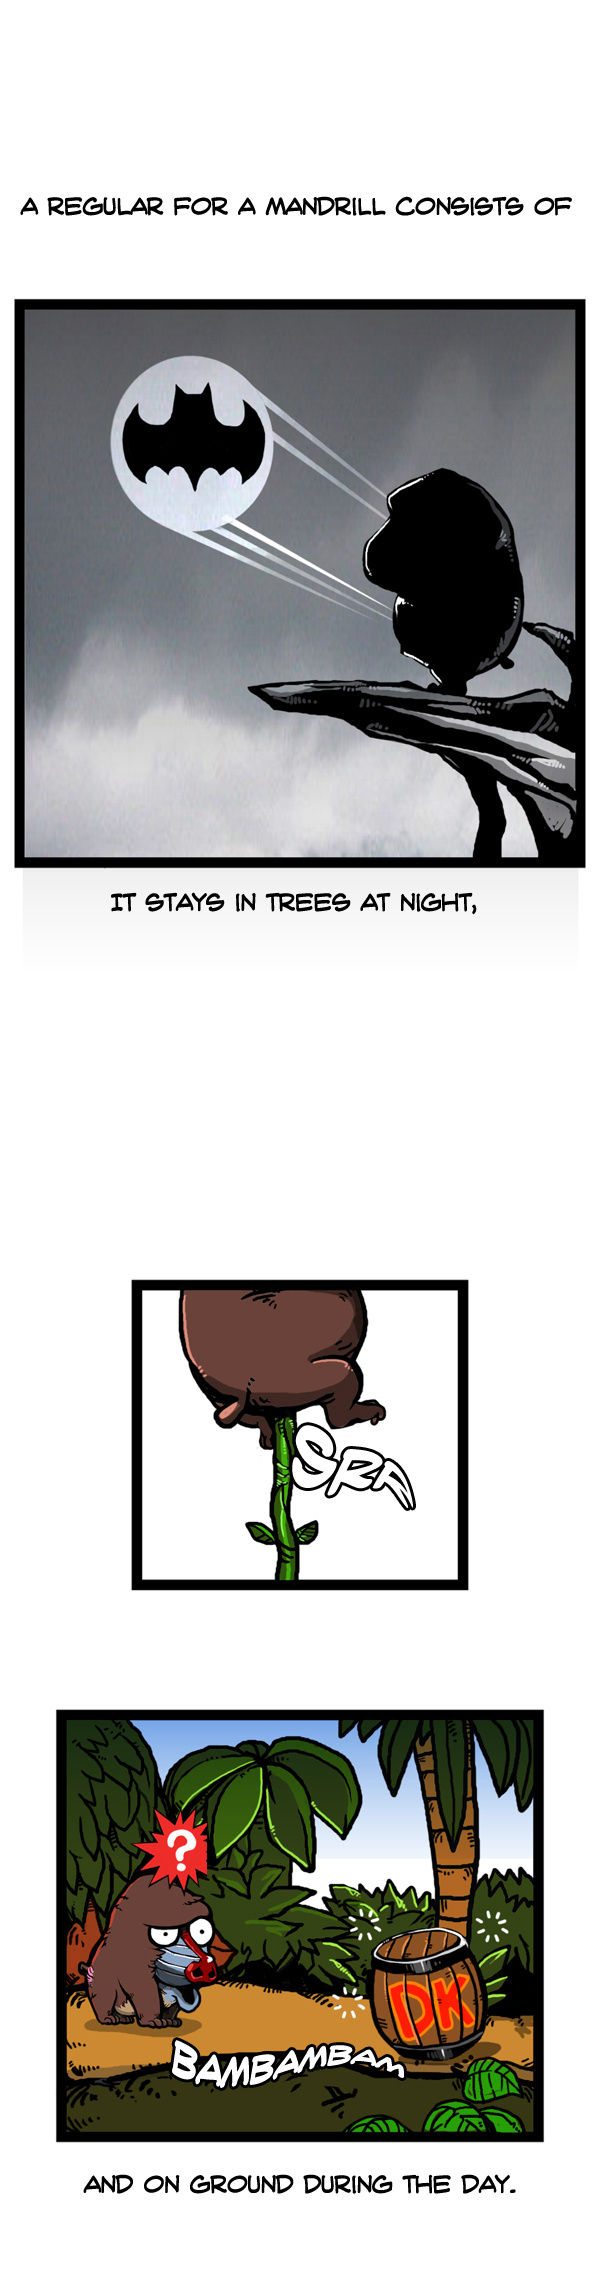 A REGULAR FOR A MANDRILL CONSISTS OF
IT STAYS IN TREES AT NIGHT,
SRR
?
DK
BAMBAMBAM
AND ON GROUND DURING THE DAY.